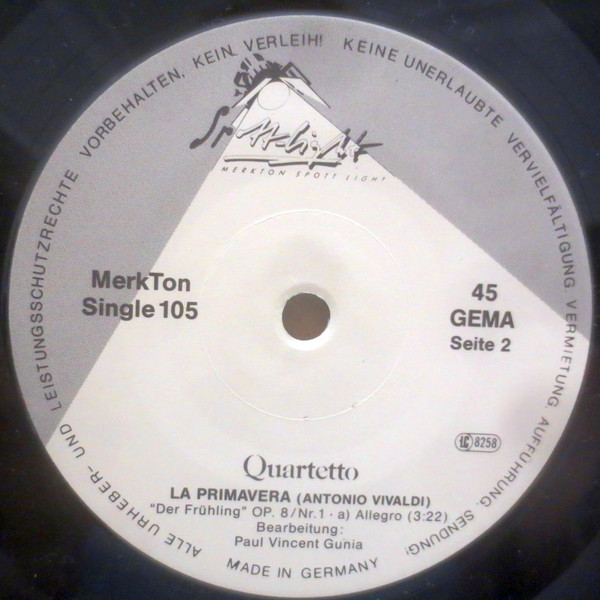 ALLE URHEBER- UND LEISTUNGSSCHUTZRECHTE VORBEHALTEN, KEIN VERLEIH! KEINE UNERLAUBTE VERVIELFÄLTIGUNG, VERMIETUNG, AUFFÜHRUNG, SENDUNG!
Spott-Light
MERKTON SPOTT LIGHT
MerkTon
Single 105
45
GEMA
Seite 2
LC 8258
Quartetto
LA PRIMAVERA (ANTONIO VIVALDI)
"Der Frühling" OP. 8/Nr.1 · a) Allegro (3:22)
Bearbeitung:
Paul Vincent Gunia
MADE IN GERMANY